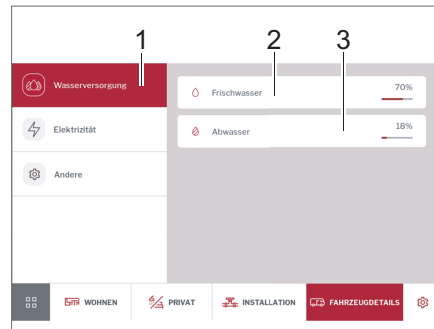 1 2 3
Wasserversorgung
Frischwasser 70%
Elektrizität
Abwasser 18%
Andere
WOHNEN PRIVAT INSTALLATION FAHRZEUGDETAILS